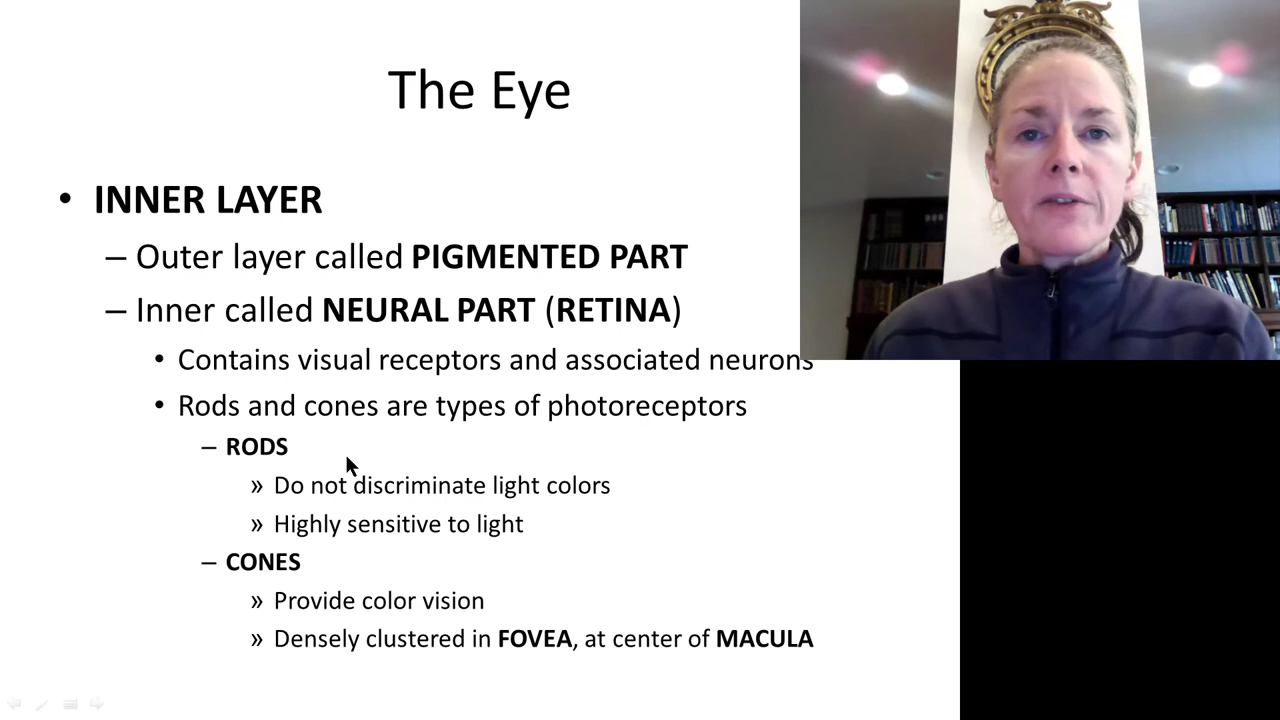 The Eye
• INNER LAYER
– Outer layer called PIGMENTED PART
– Inner called NEURAL PART (RETINA)
• Contains visual receptors and associated neurons
• Rods and cones are types of photoreceptors
– RODS
» Do not discriminate light colors
» Highly sensitive to light
– CONES
» Provide color vision
» Densely clustered in FOVEA, at center of MACULA